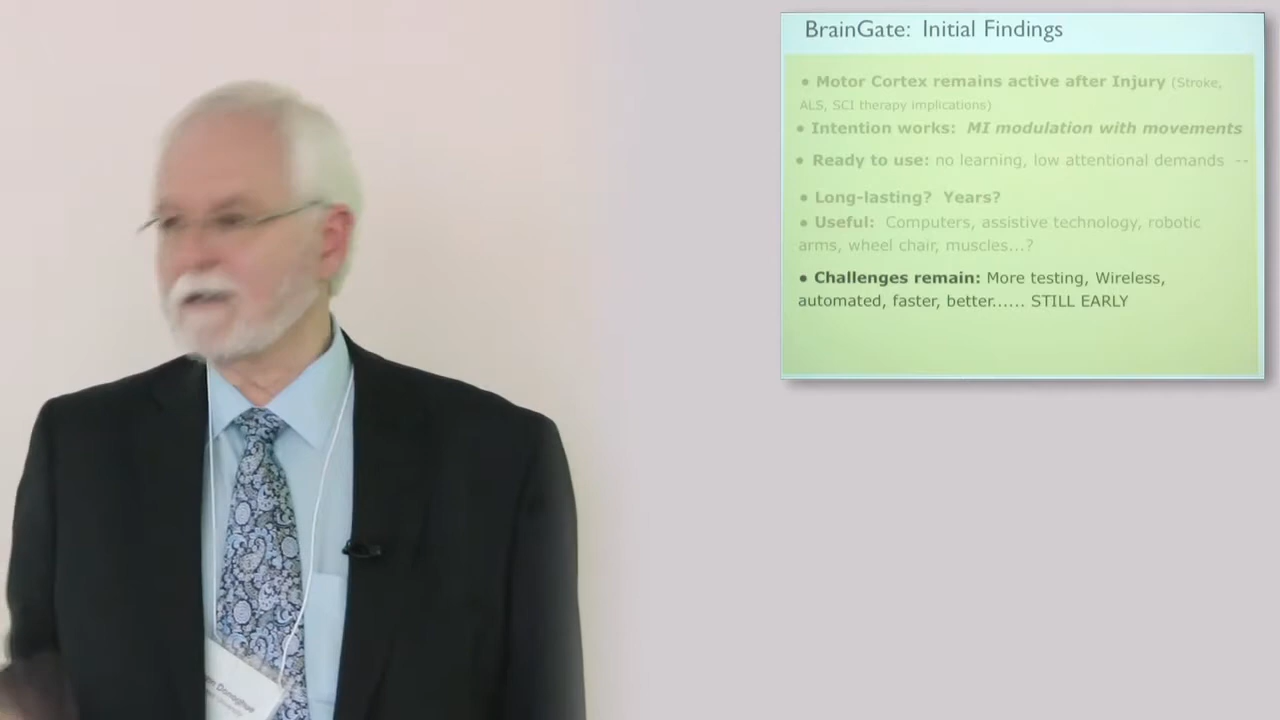 BrainGate: Initial Findings
• Motor Cortex remains active after Injury (Stroke,
ALS, SCI therapy implications)
• Intention works: MI modulation with movements
• Ready to use: no learning, low attentional demands --
• Long-lasting? Years?
• Useful: Computers, assistive technology, robotic
arms, wheel chair, muscles...?
• Challenges remain: More testing, Wireless,
automated, faster, better...... STILL EARLY
Donoghue